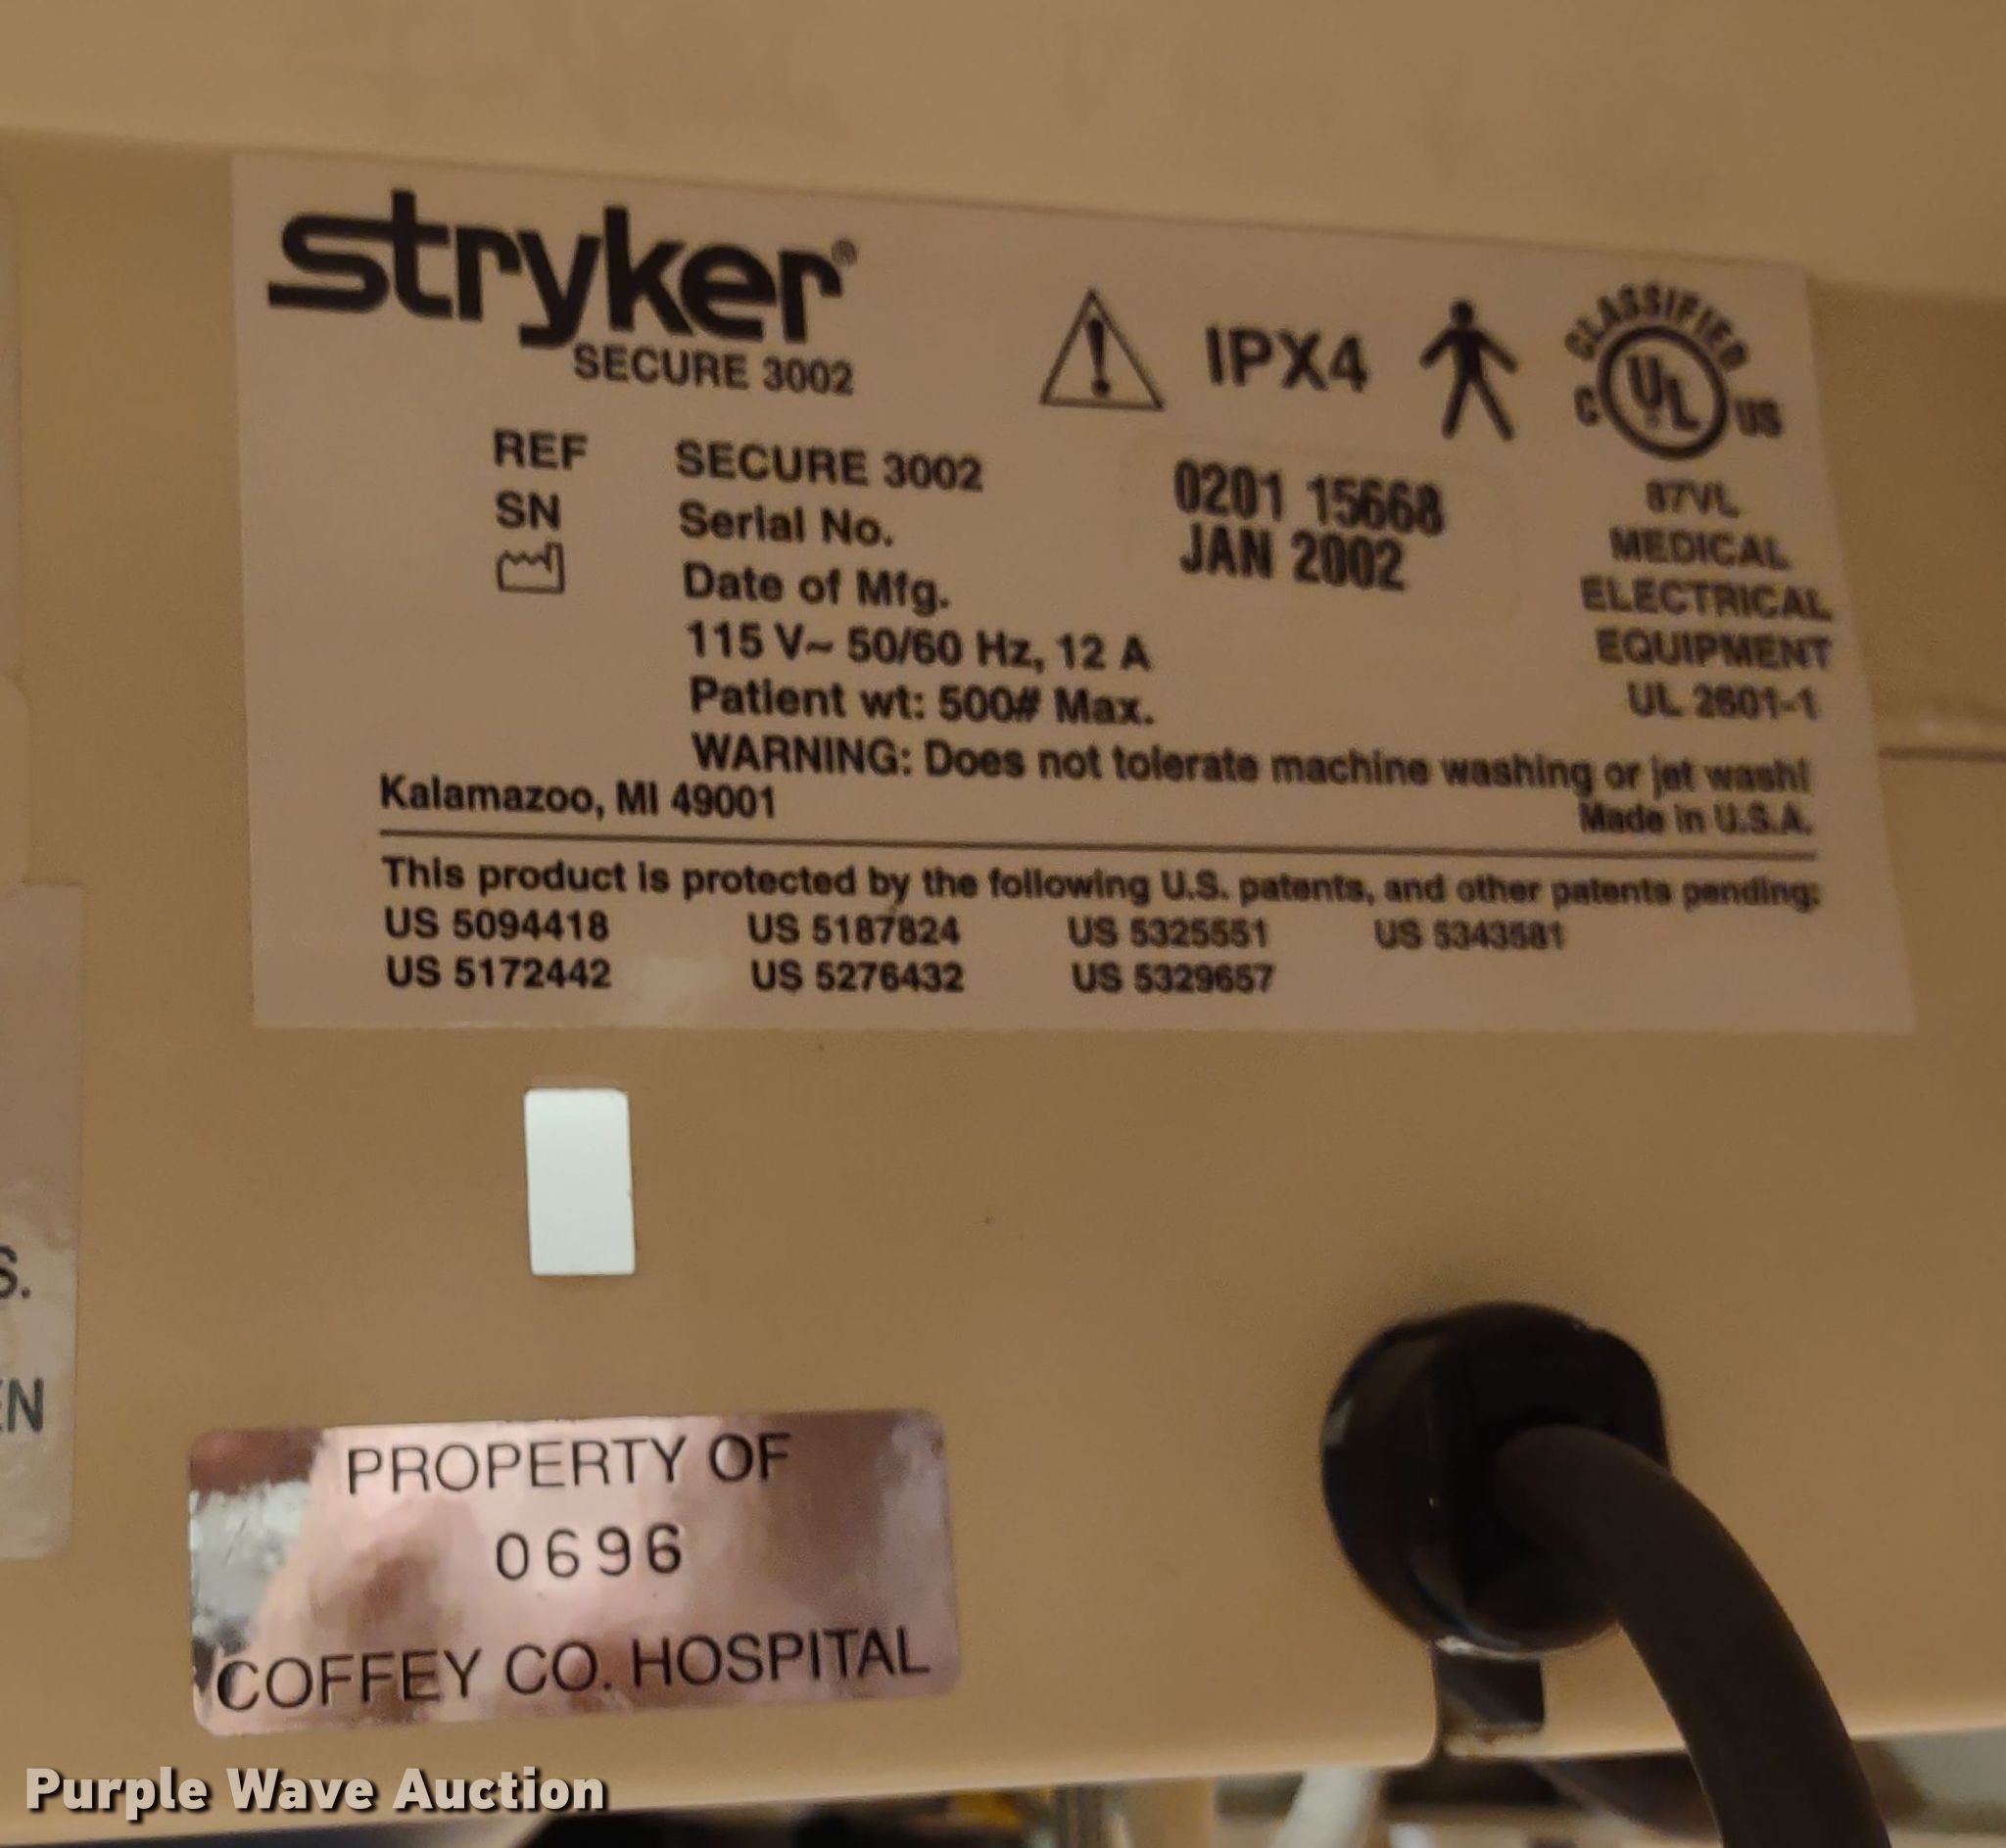 stryker®
SECURE 3002
IPX4
CLASSIFIED
C UL US
REF SECURE 3002
SN Serial No. 0201 15668
Date of Mfg. JAN 2002
115 V~ 50/60 Hz, 12 A
Patient wt: 500# Max.
WARNING: Does not tolerate machine washing or jet wash!
87VL
MEDICAL
ELECTRICAL
EQUIPMENT
UL 2601-1
Kalamazoo, MI 49001
Made in U.S.A.
This product is protected by the following U.S. patents, and other patents pending:
US 5094418 US 5187824 US 5325551 US 5343581
US 5172442 US 5276432 US 5329657
S.
EN
PROPERTY OF
0696
COFFEY CO. HOSPITAL
Purple Wave Auction